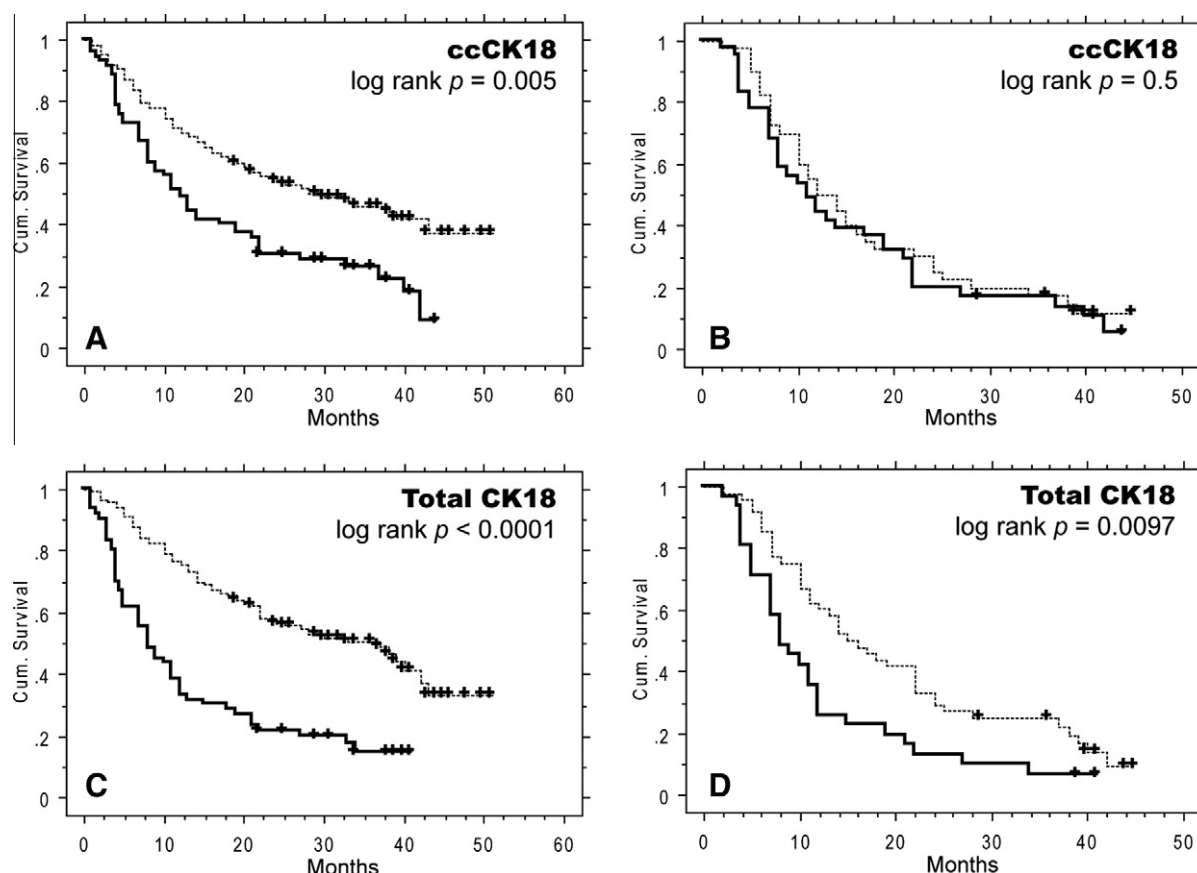 ccCK18
log rank p = 0.005
Cum. Survival
1
.8
.6
.4
.2
0
A
0 10 20 30 40 50 60
Months
ccCK18
log rank p = 0.5
Cum. Survival
1
.8
.6
.4
.2
0
B
0 10 20 30 40 50
Months
Total CK18
log rank p < 0.0001
Cum. Survival
1
.8
.6
.4
.2
0
C
0 10 20 30 40 50 60
Months
Total CK18
log rank p = 0.0097
Cum. Survival
1
.8
.6
.4
.2
0
D
0 10 20 30 40 50
Months